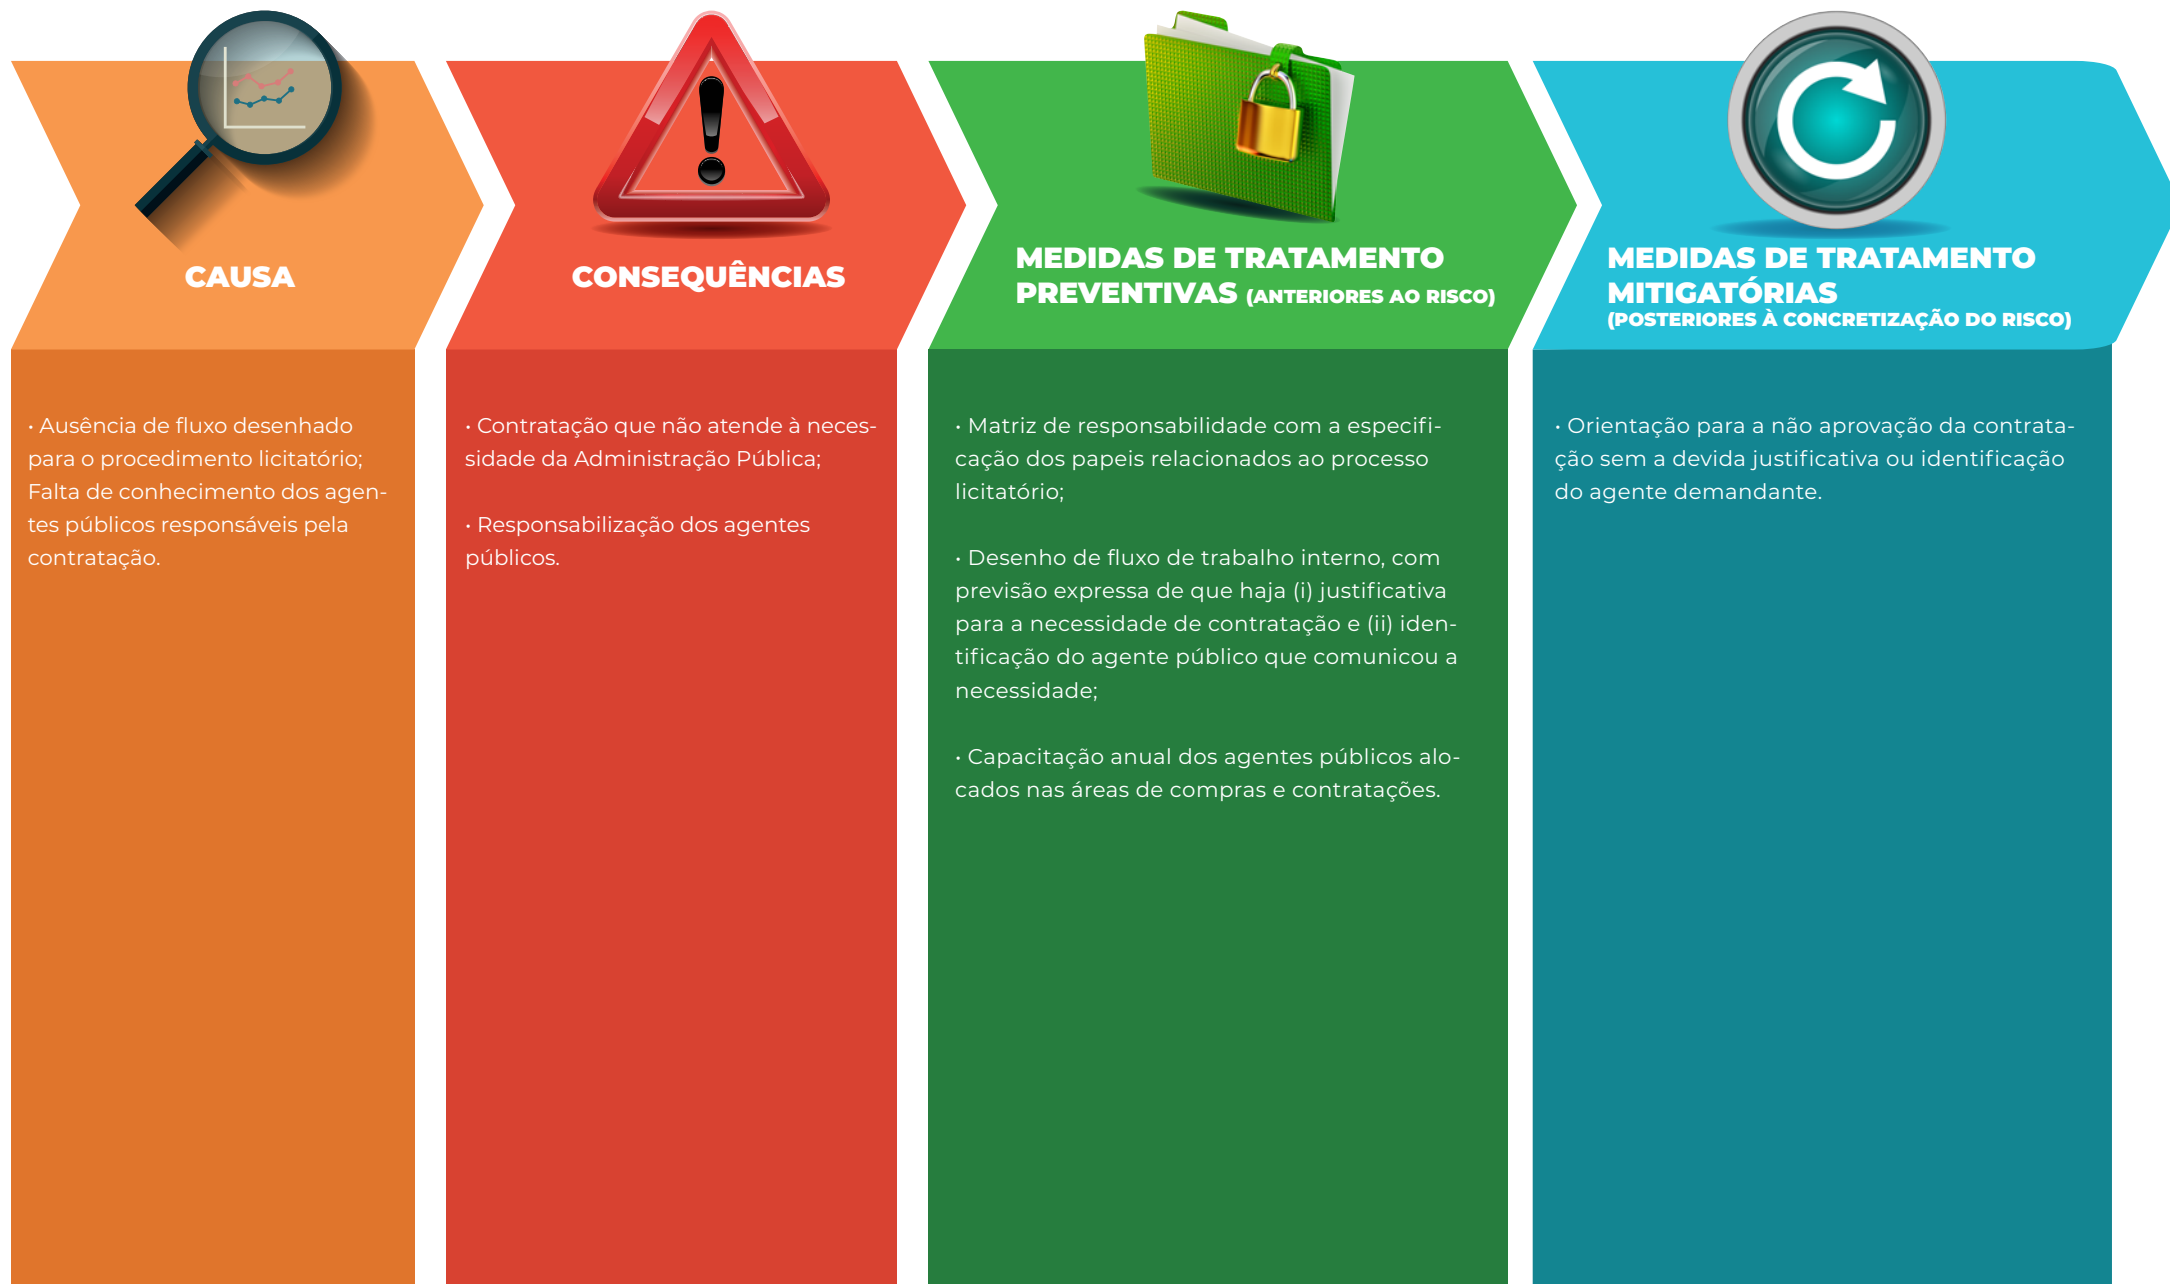 CAUSA
• Ausência de fluxo desenhado
para o procedimento licitatório;
Falta de conhecimento dos agen-
tes públicos responsáveis pela
contratação.
CONSEQUÊNCIAS
• Contratação que não atende à neces-
sidade da Administração Pública;
• Responsabilização dos agentes
públicos.
MEDIDAS DE TRATAMENTO
PREVENTIVAS (ANTERIORES AO RISCO)
• Matriz de responsabilidade com a especifi-
cação dos papeis relacionados ao processo
licitatório;
• Desenho de fluxo de trabalho interno, com
previsão expressa de que haja (i) justificativa
para a necessidade de contratação e (ii) iden-
tificação do agente público que comunicou a
necessidade;
• Capacitação anual dos agentes públicos alo-
cados nas áreas de compras e contratações.
MEDIDAS DE TRATAMENTO
MITIGATÓRIAS
(POSTERIORES À CONCRETIZAÇÃO DO RISCO)
• Orientação para a não aprovação da contrata-
ção sem a devida justificativa ou identificação
do agente demandante.